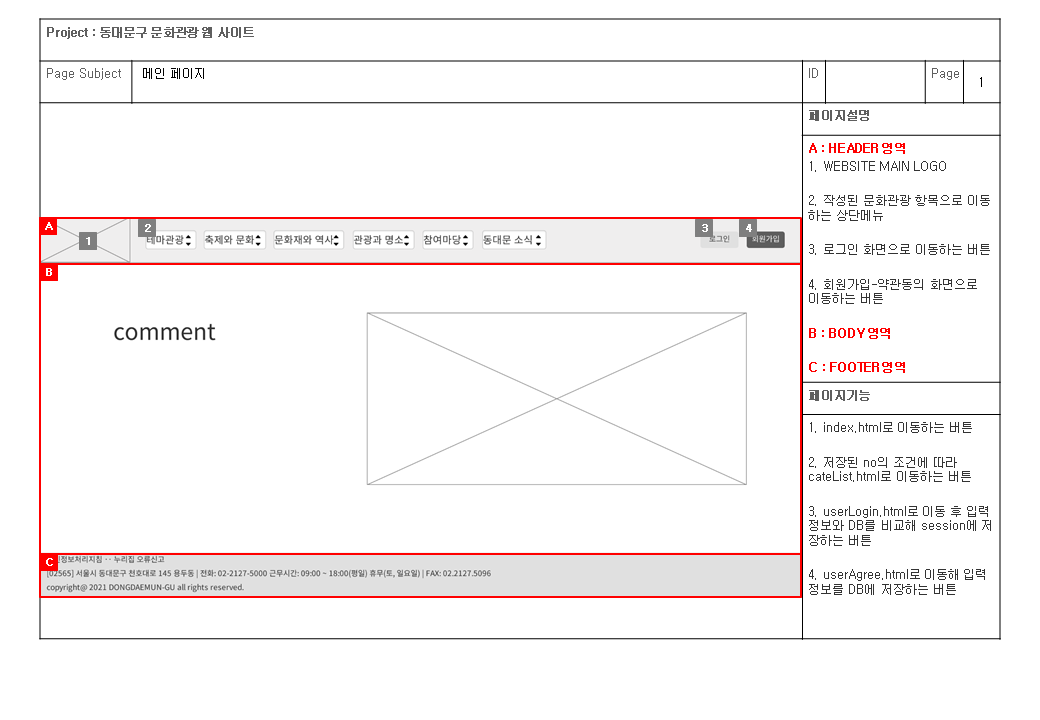 Project : 동대문구 문화관광 웹 사이트
Page Subject 메인 페이지 ID Page 1
페이지설명
A : HEADER 영역
1. WEBSITE MAIN LOGO
2. 작성된 문화관광 항목으로 이동
하는 상단메뉴
3. 로그인 화면으로 이동하는 버튼
4. 회원가입-약관동의 화면으로
이동하는 버튼
B : BODY 영역
C : FOOTER 영역
A 1 2 3 4
테마관광 축제와 문화 문화재와 역사 관광과 명소 참여마당 동대문 소식 로그인 회원가입
B
comment
C
인정보처리지침 ·· 누리집 오류신고
[02565] 서울시 동대문구 천호대로 145 용두동 | 전화: 02-2127-5000 근무시간: 09:00 ~ 18:00(평일) 휴무(토, 일요일) | FAX: 02.2127.5096
copyright@ 2021 DONGDAEMUN-GU all rights reserved.
페이지기능
1. index.html로 이동하는 버튼
2. 저장된 no의 조건에 따라
cateList.html로 이동하는 버튼
3. userLogin.html로 이동 후 입력
정보와 DB를 비교해 session에 저
장하는 버튼
4. userAgree.html로 이동해 입력
정보를 DB에 저장하는 버튼